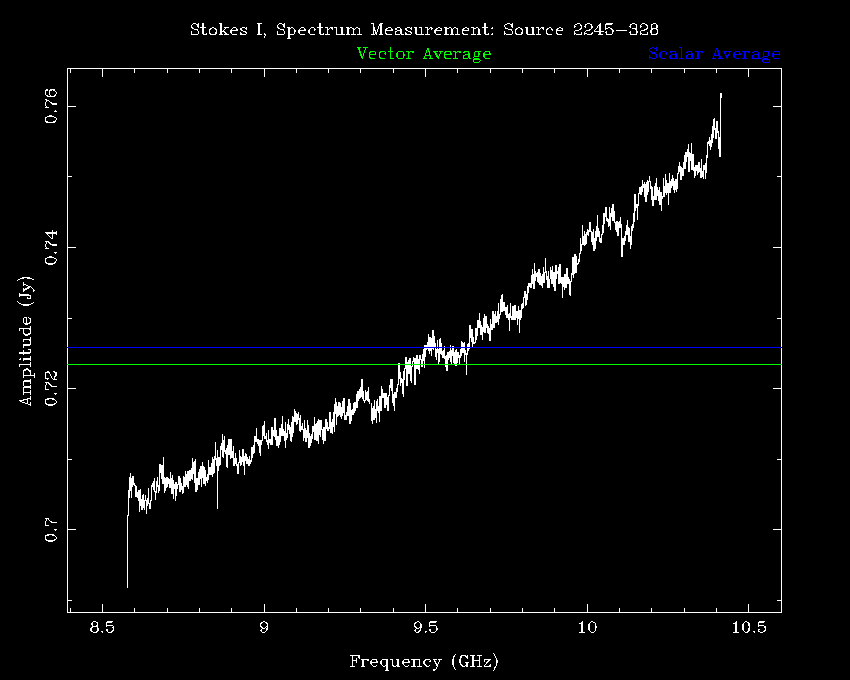 Stokes I, Spectrum Measurement: Source 2245−328
Vector Average Scalar Average
0.76
0.74
0.72
0.7
Amplitude (Jy)
8.5 9 9.5 10 10.5
Frequency (GHz)